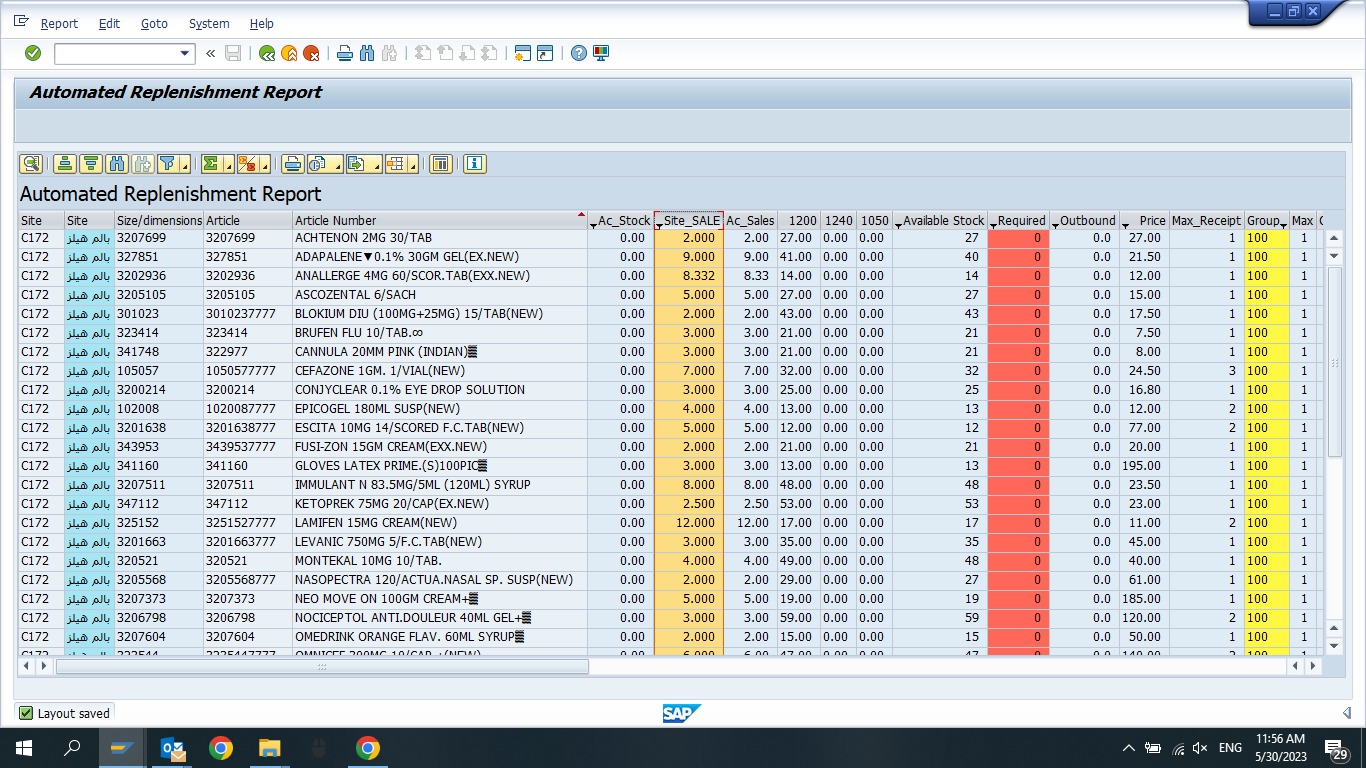 Report Edit Goto System Help
Automated Replenishment Report
Automated Replenishment Report
Site Site Size/dimensions Article Article Number Ac_Stock Site_SALE Ac_Sales 1200 1240 1050 Available Stock Required Outbound Price Max_Receipt Group Max
C172 بالم هيلز 3207699 3207699 ACHTENON 2MG 30/TAB 0.00 2.000 2.00 27.00 0.00 0.00 27 0 0.0 27.00 1 100 1
C172 بالم هيلز 327851 327851 ADAPALENE▼0.1% 30GM GEL(EX.NEW) 0.00 9.000 9.00 41.00 0.00 0.00 40 0 0.0 21.50 1 100 1
C172 بالم هيلز 3202936 3202936 ANALLERGE 4MG 60/SCOR.TAB(EXX.NEW) 0.00 8.332 8.33 14.00 0.00 0.00 14 0 0.0 12.00 1 100 1
C172 بالم هيلز 3205105 3205105 ASCOZENTAL 6/SACH 0.00 5.000 5.00 27.00 0.00 0.00 27 0 0.0 15.00 1 100 1
C172 بالم هيلز 301023 3010237777 BLOKIUM DIU (100MG+25MG) 15/TAB(NEW) 0.00 2.000 2.00 43.00 0.00 0.00 43 0 0.0 17.50 1 100 1
C172 بالم هيلز 323414 323414 BRUFEN FLU 10/TAB.∞ 0.00 3.000 3.00 21.00 0.00 0.00 21 0 0.0 7.50 1 100 1
C172 بالم هيلز 341748 322977 CANNULA 20MM PINK (INDIAN)▓ 0.00 3.000 3.00 21.00 0.00 0.00 21 0 0.0 8.00 1 100 1
C172 بالم هيلز 105057 1050577777 CEFAZONE 1GM. 1/VIAL(NEW) 0.00 7.000 7.00 32.00 0.00 0.00 32 0 0.0 24.50 3 100 1
C172 بالم هيلز 3200214 3200214 CONJYCLEAR 0.1% EYE DROP SOLUTION 0.00 3.000 3.00 25.00 0.00 0.00 25 0 0.0 16.80 1 100 1
C172 بالم هيلز 102008 1020087777 EPICOGEL 180ML SUSP(NEW) 0.00 4.000 4.00 13.00 0.00 0.00 13 0 0.0 12.00 2 100 1
C172 بالم هيلز 3201638 3201638777 ESCITA 10MG 14/SCORED F.C.TAB(NEW) 0.00 5.000 5.00 12.00 0.00 0.00 12 0 0.0 77.00 2 100 1
C172 بالم هيلز 343953 3439537777 FUSI-ZON 15GM CREAM(EXX.NEW) 0.00 2.000 2.00 21.00 0.00 0.00 21 0 0.0 20.00 1 100 1
C172 بالم هيلز 341160 341160 GLOVES LATEX PRIME.(S)100PIC▓ 0.00 3.000 3.00 13.00 0.00 0.00 13 0 0.0 195.00 1 100 1
C172 بالم هيلز 3207511 3207511 IMMULANT N 83.5MG/5ML (120ML) SYRUP 0.00 8.000 8.00 48.00 0.00 0.00 48 0 0.0 23.50 1 100 1
C172 بالم هيلز 347112 347112 KETOPREK 75MG 20/CAP(EX.NEW) 0.00 2.500 2.50 53.00 0.00 0.00 53 0 0.0 23.00 1 100 1
C172 بالم هيلز 325152 3251527777 LAMIFEN 15MG CREAM(NEW) 0.00 12.000 12.00 17.00 0.00 0.00 17 0 0.0 11.00 2 100 1
C172 بالم هيلز 3201663 3201663777 LEVANIC 750MG 5/F.C.TAB(NEW) 0.00 3.000 3.00 35.00 0.00 0.00 35 0 0.0 45.00 1 100 1
C172 بالم هيلز 320521 320521 MONTEKAL 10MG 10/TAB. 0.00 4.000 4.00 49.00 0.00 0.00 48 0 0.0 40.00 1 100 1
C172 بالم هيلز 3205568 3205568777 NASOPECTRA 120/ACTUA.NASAL SP. SUSP(NEW) 0.00 2.000 2.00 29.00 0.00 0.00 27 0 0.0 61.00 1 100 1
C172 بالم هيلز 3207373 3207373 NEO MOVE ON 100GM CREAM+▓ 0.00 5.000 5.00 19.00 0.00 0.00 19 0 0.0 185.00 1 100 1
C172 بالم هيلز 3206798 3206798 NOCICEPTOL ANTI.DOULEUR 40ML GEL+▓ 0.00 3.000 3.00 59.00 0.00 0.00 59 0 0.0 120.00 2 100 1
C172 بالم هيلز 3207604 3207604 OMEDRINK ORANGE FLAV. 60ML SYRUP▓ 0.00 2.000 2.00 15.00 0.00 0.00 15 0 0.0 50.00 1 100 1
Layout saved
SAP
ENG
11:56 AM
5/30/2023
29